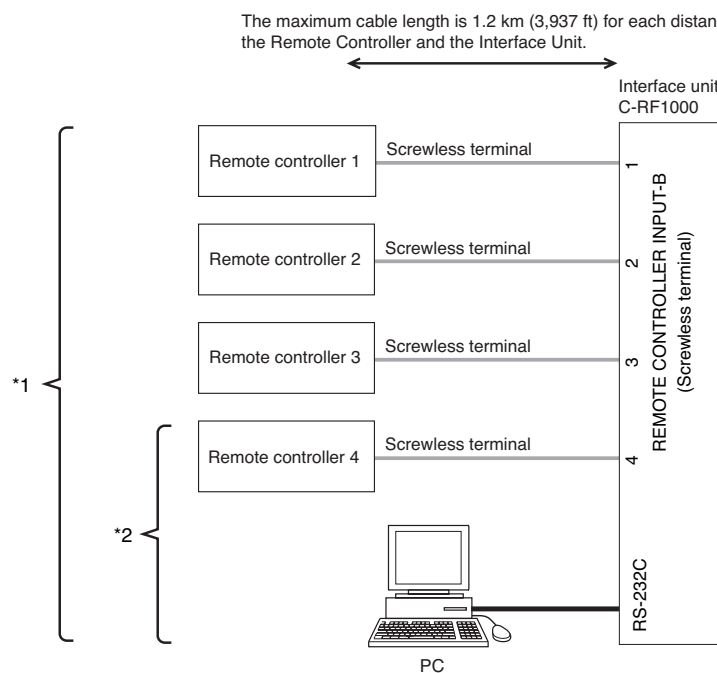 The maximum cable length is 1.2 km (3,937 ft) for each distan
the Remote Controller and the Interface Unit.
Interface unit
C-RF1000
Remote controller 1
Screwless terminal
1
Remote controller 2
Screwless terminal
2
Remote controller 3
Screwless terminal
3
Remote controller 4
Screwless terminal
4
REMOTE CONTROLLER INPUT-B
(Screwless terminal)
*1
*2
RS-232C
PC